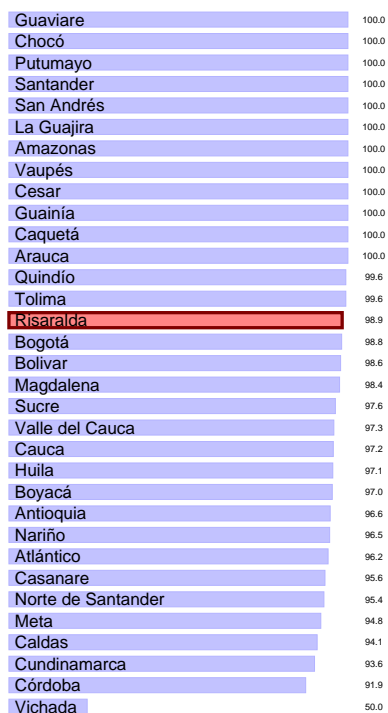 Guaviare 100.0
Chocó 100.0
Putumayo 100.0
Santander 100.0
San Andrés 100.0
La Guajira 100.0
Amazonas 100.0
Vaupés 100.0
Cesar 100.0
Guainía 100.0
Caquetá 100.0
Arauca 100.0
Quindío 99.6
Tolima 99.6
Risaralda 98.9
Bogotá 98.8
Bolivar 98.6
Magdalena 98.4
Sucre 97.6
Valle del Cauca 97.3
Cauca 97.2
Huila 97.1
Boyacá 97.0
Antioquia 96.6
Nariño 96.5
Atlántico 96.2
Casanare 95.6
Norte de Santander 95.4
Meta 94.8
Caldas 94.1
Cundinamarca 93.6
Córdoba 91.9
Vichada 50.0